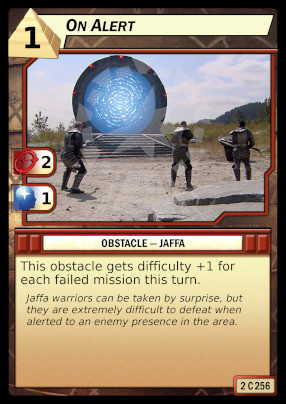 1
ON ALERT
2
1
OBSTACLE – JAFFA
This obstacle gets difficulty +1 for
each failed mission this turn.
Jaffa warriors can be taken by surprise, but
they are extremely difficult to defeat when
alerted to an enemy presence in the area.
2 C 256